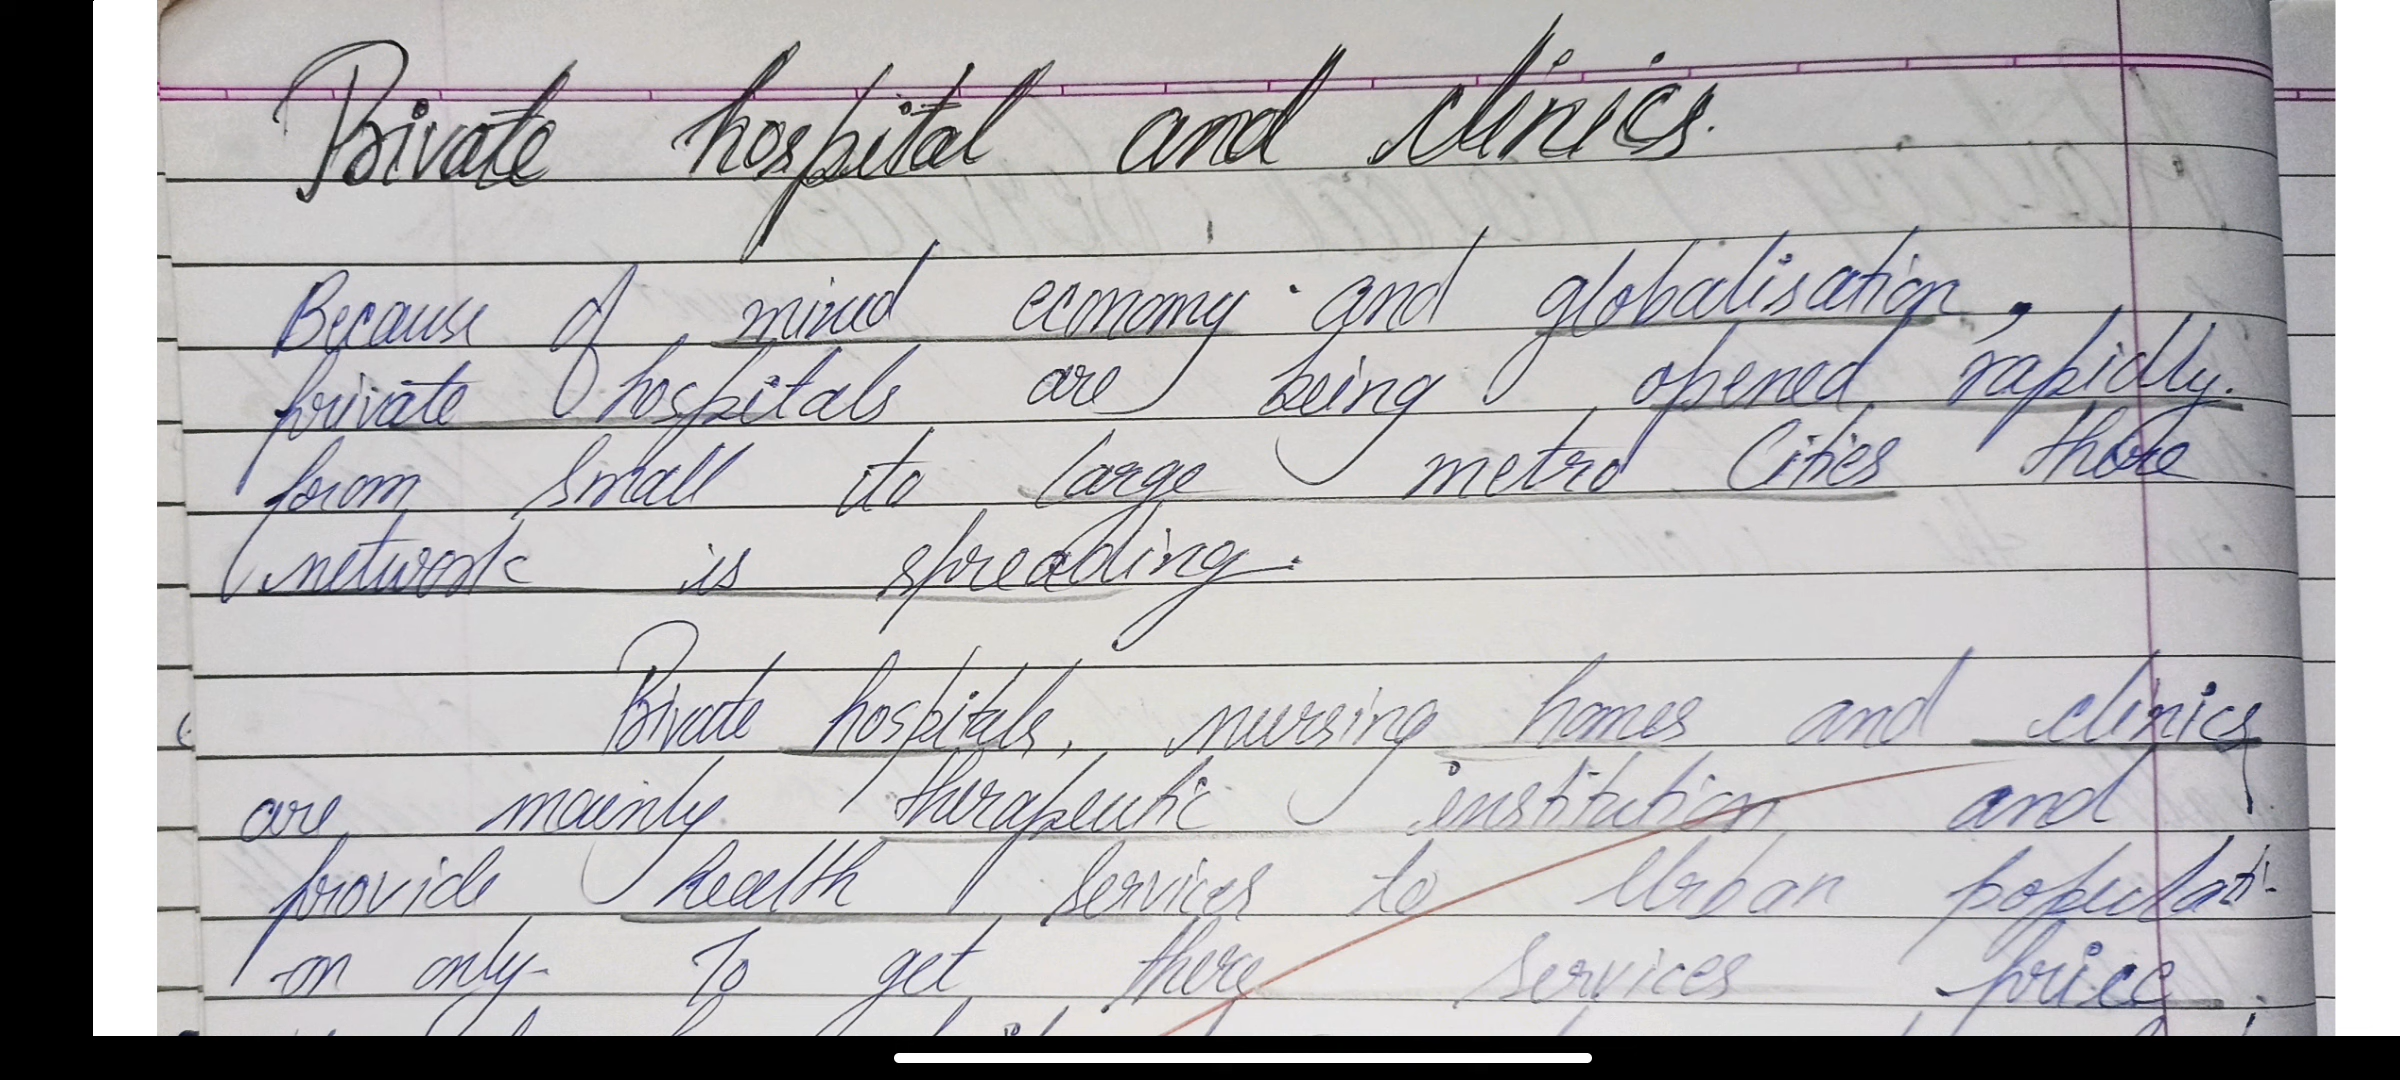 Private hospital and clinics.
Because of mixed economy and globalisation,
private hospitals are being opened rapidly.
from small to large metro Cities there
network is spreading.
Private hospitals, nursing homes and clinics
are mainly therapeutic institution and
provide health services to Urban populati-
on only. To get there services price